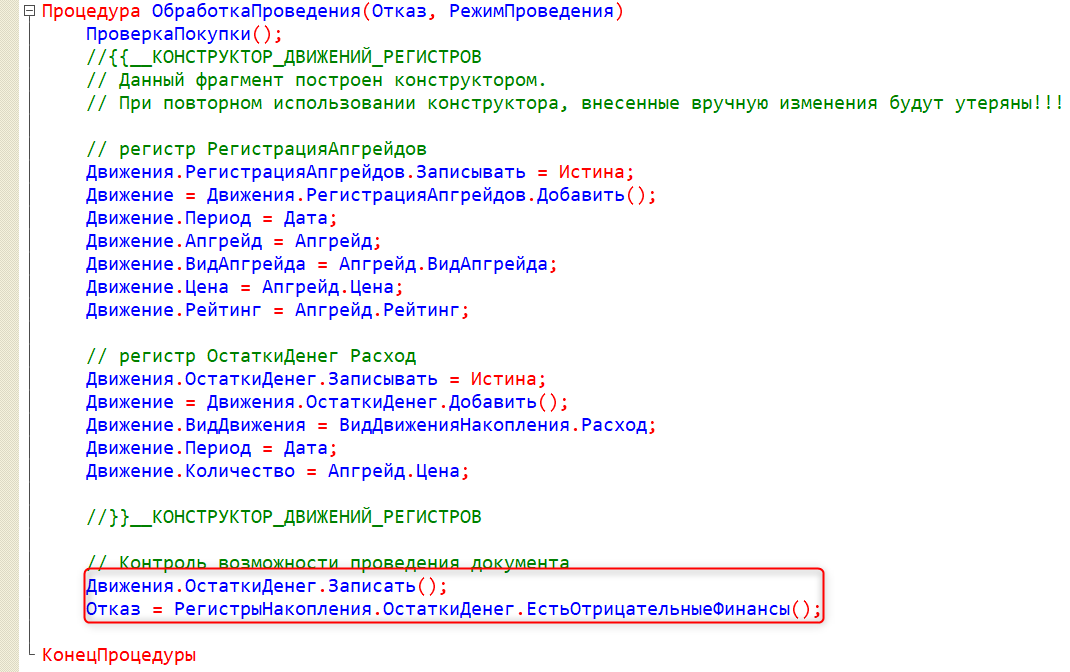 Процедура ОбработкаПроведения(Отказ, РежимПроведения)
ПроверкаПокупки();
//{{__КОНСТРУКТОР_ДВИЖЕНИЙ_РЕГИСТРОВ
// Данный фрагмент построен конструктором.
// При повторном использовании конструктора, внесенные вручную изменения будут утеряны!!!
// регистр РегистрацияАпгрейдов
Движения.РегистрацияАпгрейдов.Записывать = Истина;
Движение = Движения.РегистрацияАпгрейдов.Добавить();
Движение.Период = Дата;
Движение.Апгрейд = Апгрейд;
Движение.ВидАпгрейда = Апгрейд.ВидАпгрейда;
Движение.Цена = Апгрейд.Цена;
Движение.Рейтинг = Апгрейд.Рейтинг;
// регистр ОстаткиДенег Расход
Движения.ОстаткиДенег.Записывать = Истина;
Движение = Движения.ОстаткиДенег.Добавить();
Движение.ВидДвижения = ВидДвиженияНакопления.Расход;
Движение.Период = Дата;
Движение.Количество = Апгрейд.Цена;
//}}__КОНСТРУКТОР_ДВИЖЕНИЙ_РЕГИСТРОВ
// Контроль возможности проведения документа
Движения.ОстаткиДенег.Записать();
Отказ = РегистрыНакопления.ОстаткиДенег.ЕстьОтрицательныеФинансы();
КонецПроцедуры